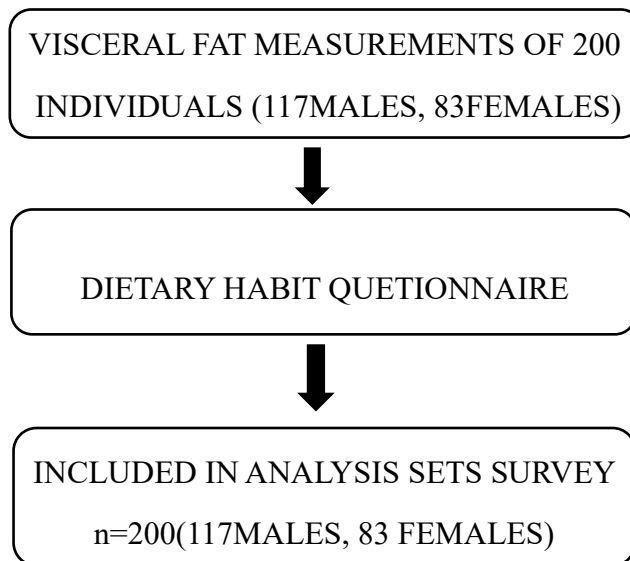 VISCERAL FAT MEASUREMENTS OF 200
INDIVIDUALS (117MALES, 83FEMALES)
DIETARY HABIT QUETIONNAIRE
INCLUDED IN ANALYSIS SETS SURVEY
n=200(117MALES, 83 FEMALES)